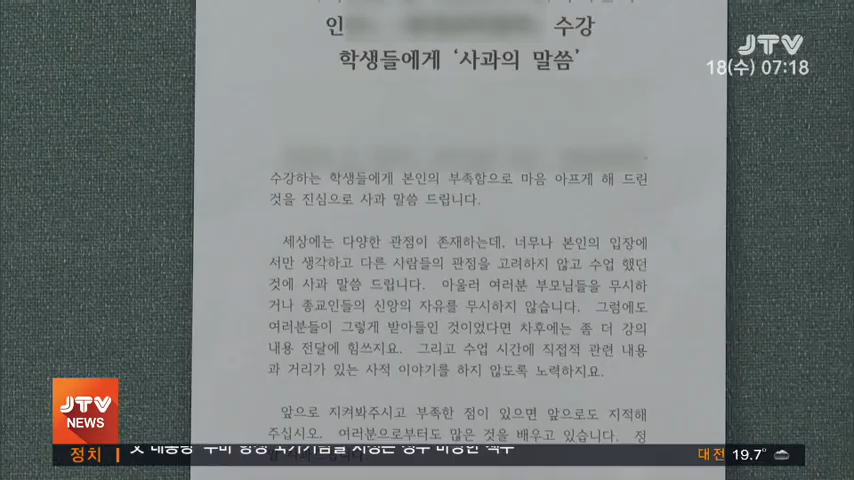 JTV
18(수) 07:18
인 수강
학생들에게 '사과의 말씀'
수강하는 학생들에게 본인의 부족함으로 마음 아프게 해 드린
것을 진심으로 사과 말씀 드립니다.
세상에는 다양한 관점이 존재하는데, 너무나 본인의 입장에
서만 생각하고 다른 사람들의 관점을 고려하지 않고 수업 했던
것에 사과 말씀 드립니다. 아울러 여러분 부모님들을 무시하
거나 종교인들의 신앙의 자유를 무시하지 않습니다. 그럼에도
여러분들이 그렇게 받아들인 것이었다면 차후에는 좀 더 강의
내용 전달에 힘쓰지요. 그리고 수업 시간에 직접적 관련 내용
과 거리가 있는 사적 이야기를 하지 않도록 노력하지요.
앞으로 지켜봐주시고 부족한 점이 있으면 앞으로도 지적해
주십시오. 여러분으로부터도 많은 것을 배우고 있습니다. 정
JTV
NEWS
정치
대전 19.7°